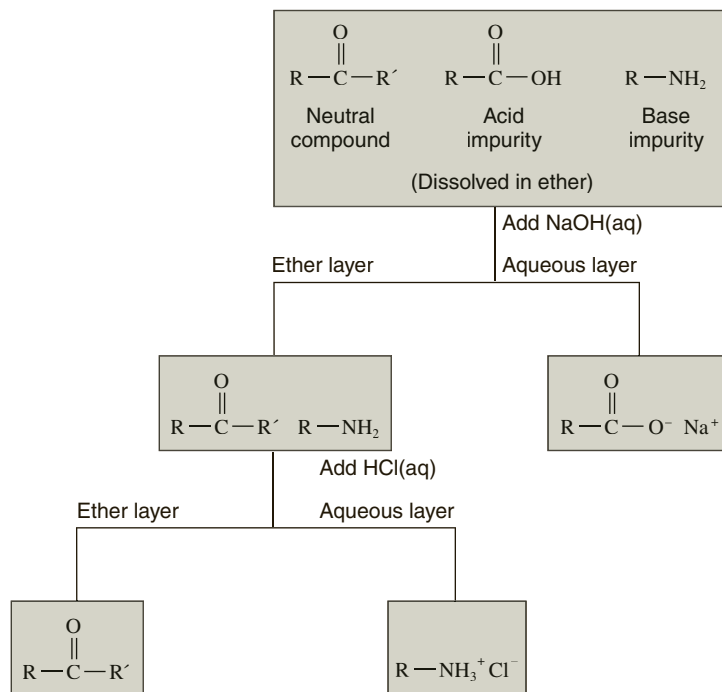 O O
R—C—R´ R—C—OH R—NH₂
Neutral Acid Base
compound impurity impurity
(Dissolved in ether)
Add NaOH(aq)
Ether layer Aqueous layer
O O
R—C—R´ R—NH₂ R—C—O⁻ Na⁺
Add HCl(aq)
Ether layer Aqueous layer
O
R—C—R´ R—NH₃⁺Cl⁻